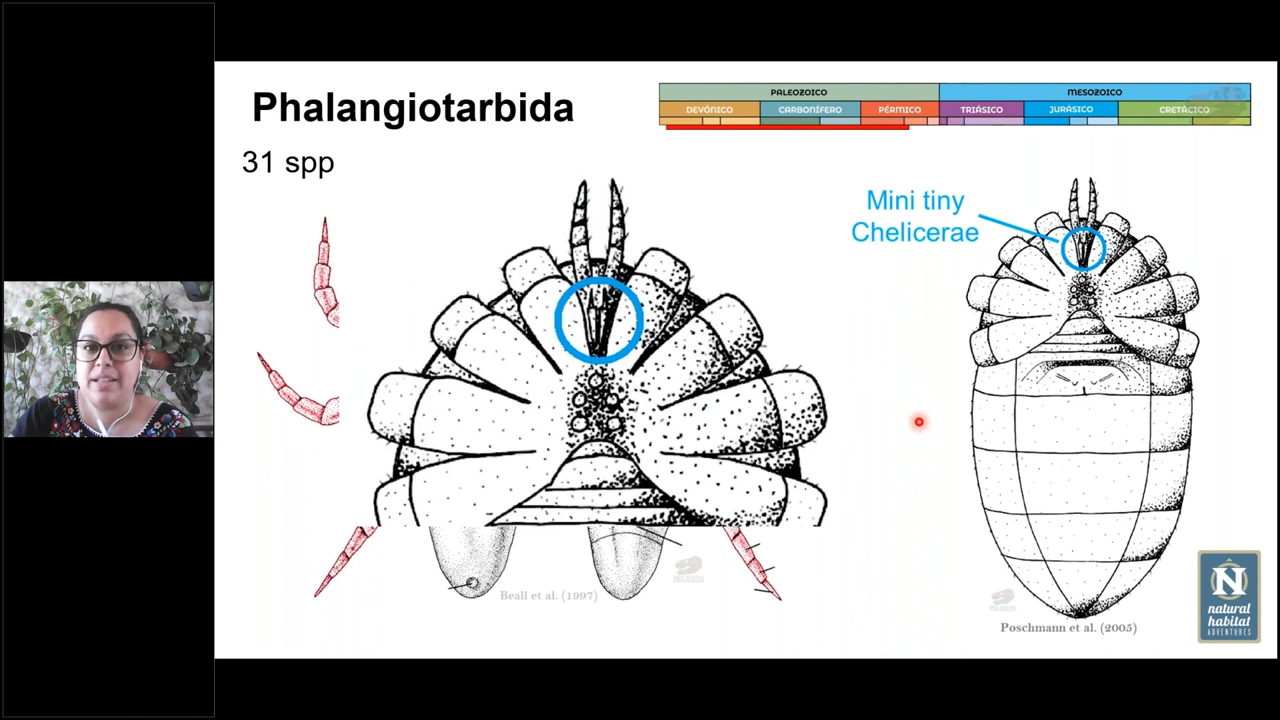 Phalangiotarbida
31 spp
PALEOZOICO
MESOZOICO
DEVÓNICO
CARBONÍFERO
PÉRMICO
TRIÁSICO
JURÁSICO
CRETÁCICO
Mini tiny
Chelicerae
Beall et al. (1997)
Poschmann et al. (2005)
N
natural
habitat
ADVENTURES